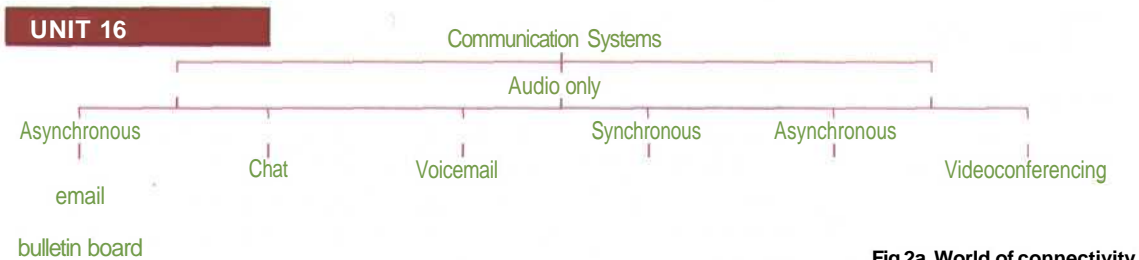 UNIT 16
Communication Systems
Audio only
Asynchronous Synchronous Asynchronous
Chat Voicemail Videoconferencing
email
bulletin board
Fig 2a World of connectivity